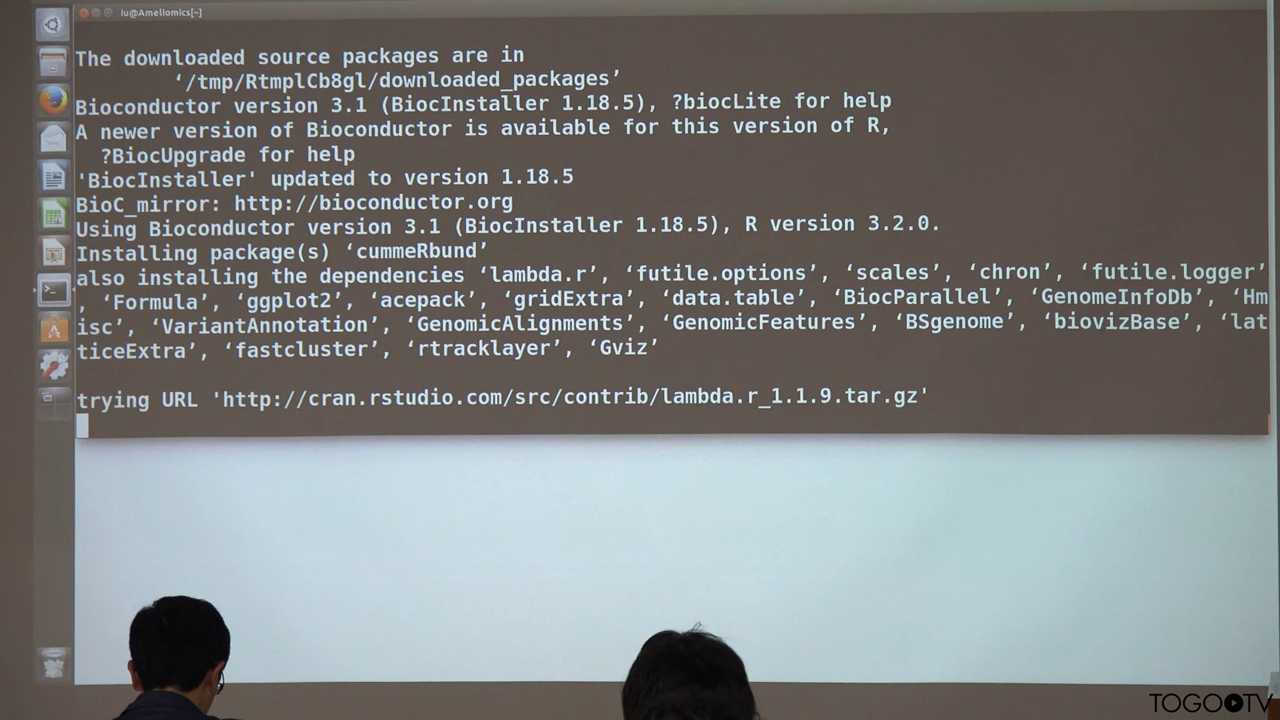 iu@Ameliomics[~]
The downloaded source packages are in
‘/tmp/RtmplCb8gl/downloaded_packages’
Bioconductor version 3.1 (BiocInstaller 1.18.5), ?biocLite for help
A newer version of Bioconductor is available for this version of R,
?BiocUpgrade for help
'BiocInstaller' updated to version 1.18.5
BioC_mirror: http://bioconductor.org
Using Bioconductor version 3.1 (BiocInstaller 1.18.5), R version 3.2.0.
Installing package(s) ‘cummeRbund’
also installing the dependencies ‘lambda.r’, ‘futile.options’, ‘scales’, ‘chron’, ‘futile.logger’
, ‘Formula’, ‘ggplot2’, ‘acepack’, ‘gridExtra’, ‘data.table’, ‘BiocParallel’, ‘GenomeInfoDb’, ‘Hm
isc’, ‘VariantAnnotation’, ‘GenomicAlignments’, ‘GenomicFeatures’, ‘BSgenome’, ‘biovizBase’, ‘lat
ticeExtra’, ‘fastcluster’, ‘rtracklayer’, ‘Gviz’
trying URL 'http://cran.rstudio.com/src/contrib/lambda.r_1.1.9.tar.gz'
TOGOTV